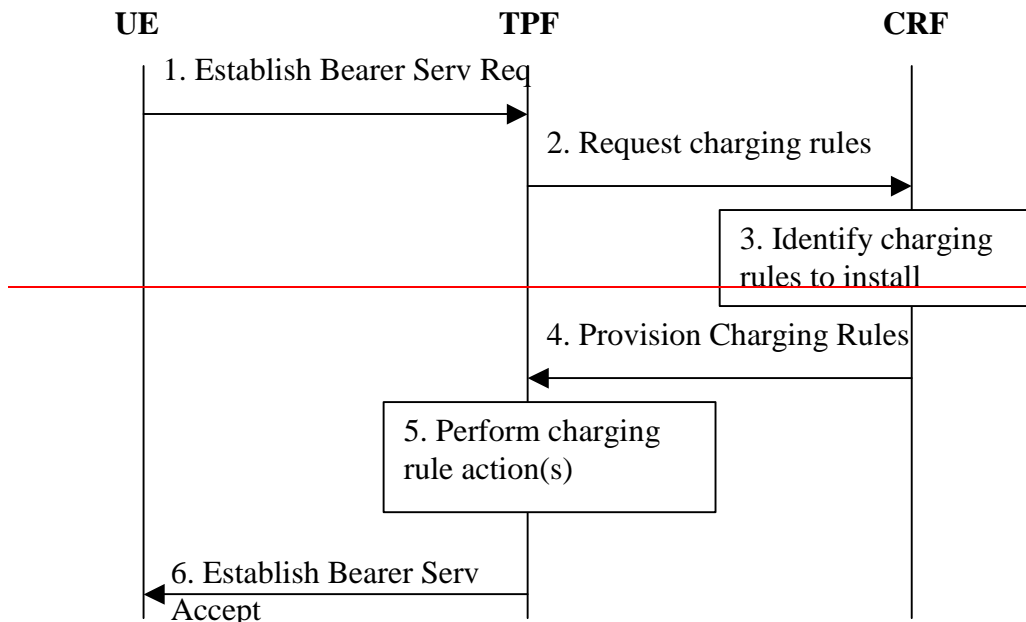 UE TPF CRF
1. Establish Bearer Serv Req
2. Request charging rules
3. Identify charging
rules to install
4. Provision Charging Rules
5. Perform charging
rule action(s)
6. Establish Bearer Serv
Accept